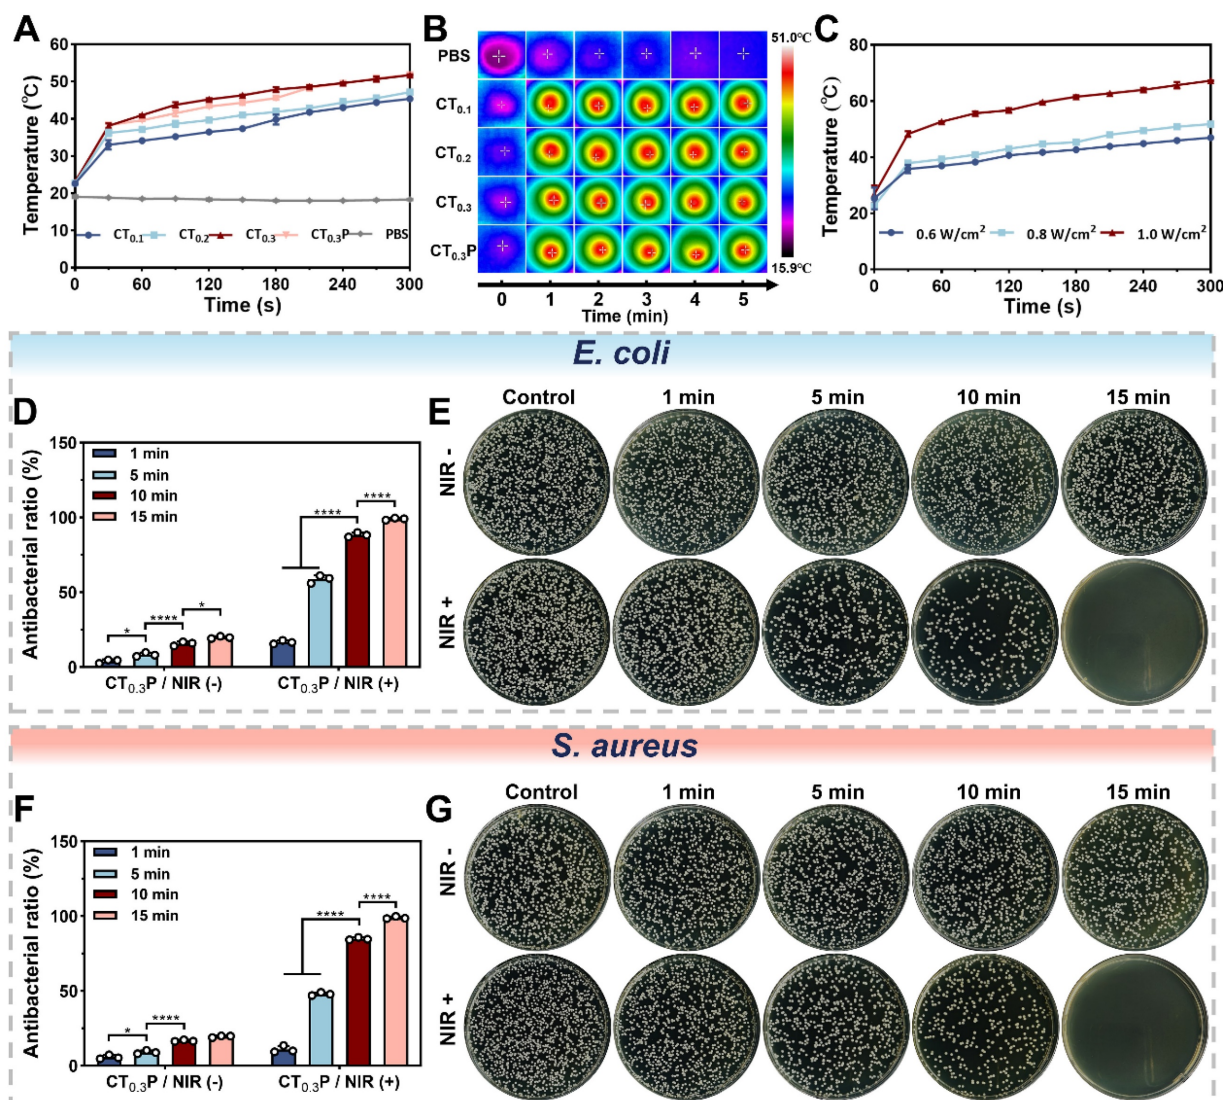 A
Temperature (°C)
60
50
40
30
20
10
0
CT0.1
CT0.2
CT0.3
CT0.3P
PBS
0
60
120
180
240
300
Time (s)
B
PBS
CT0.1
CT0.2
CT0.3
CT0.3P
51.0°C
15.9°C
0
1
2
3
4
5
Time (min)
C
Temperature (°C)
80
60
40
20
0
0.6 W/cm2
0.8 W/cm2
1.0 W/cm2
0
60
120
180
240
300
Time (s)
E. coli
D
Antibacterial ratio (%)
150
100
50
0
1 min
5 min
10 min
15 min
*
****
*
****
****
CT0.3P / NIR (-)
CT0.3P / NIR (+)
E
Control
1 min
5 min
10 min
15 min
NIR -
NIR +
S. aureus
F
Antibacterial ratio (%)
150
100
50
0
1 min
5 min
10 min
15 min
*
****
****
****
CT0.3P / NIR (-)
CT0.3P / NIR (+)
G
Control
1 min
5 min
10 min
15 min
NIR -
NIR +